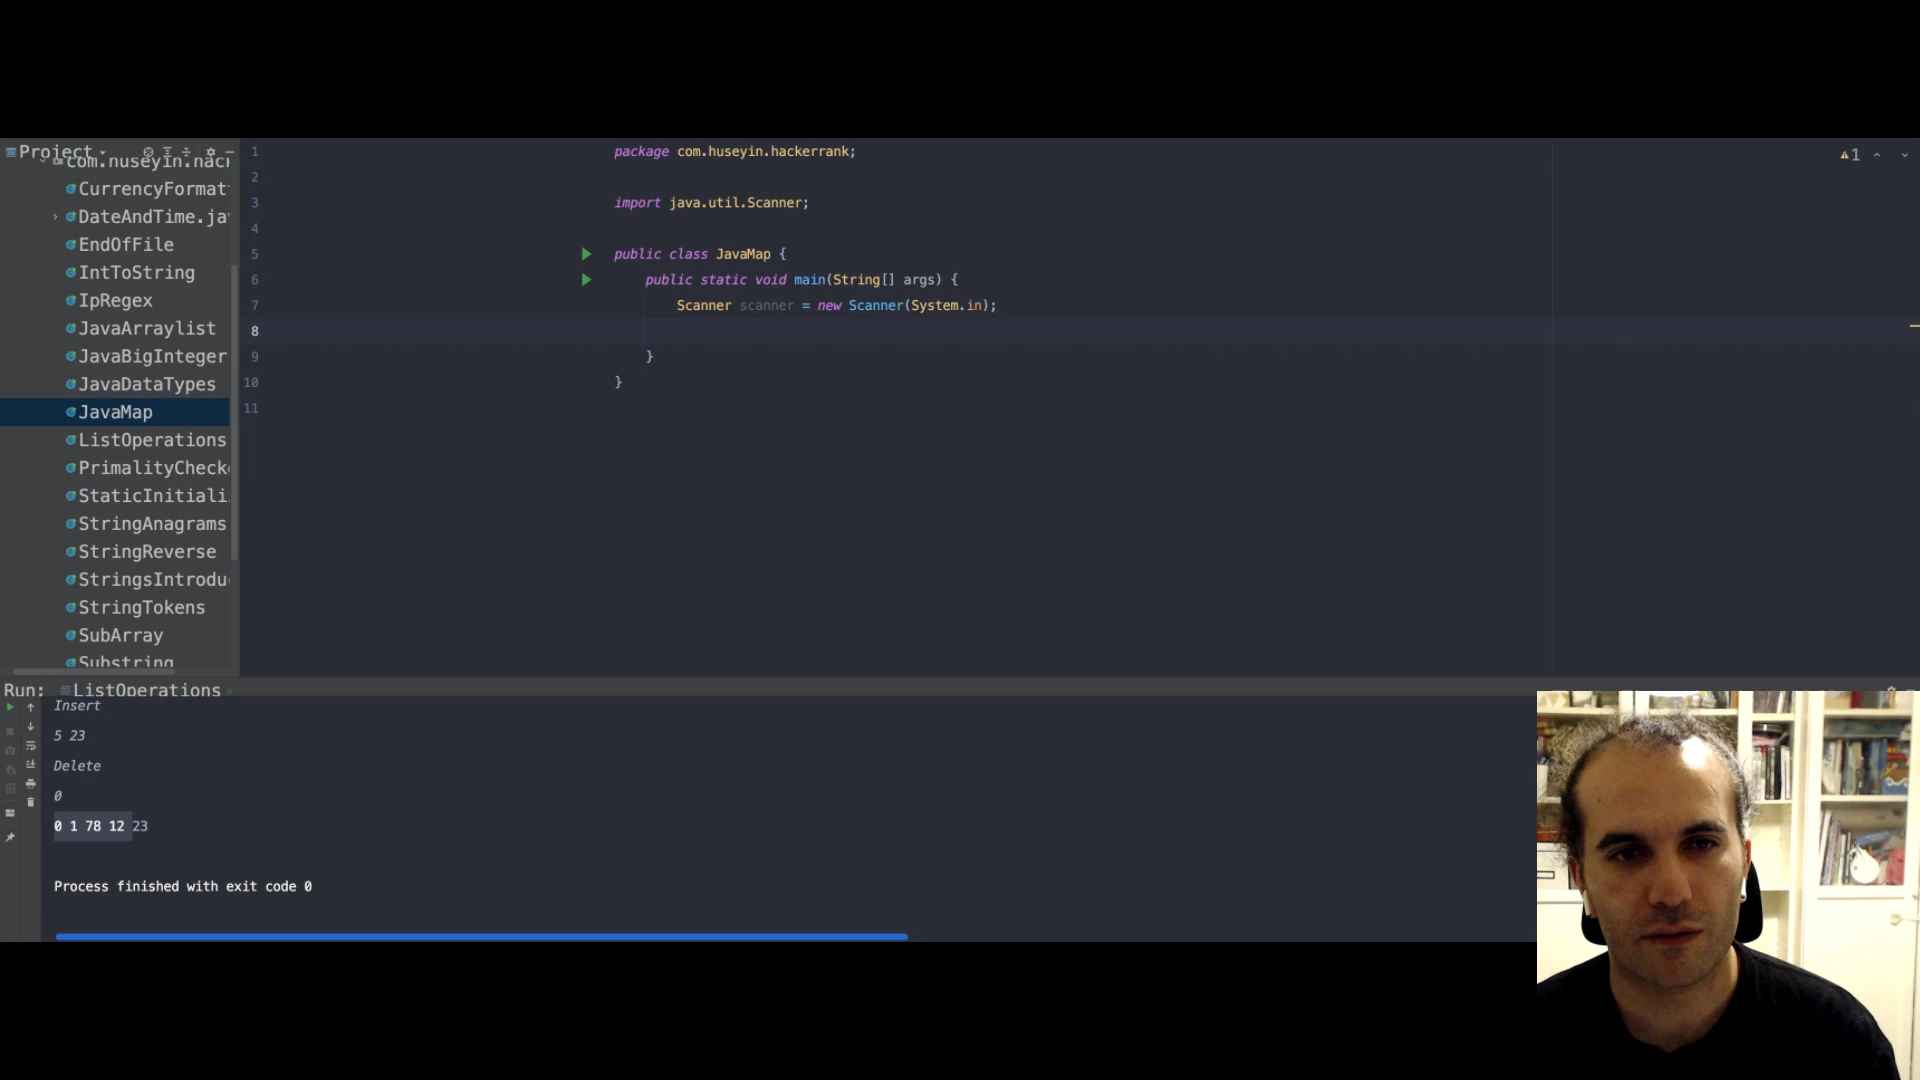 Project
com.huseyin.hackr
CurrencyFormat
DateAndTime.jav
EndOfFile
IntToString
IpRegex
JavaArraylist
JavaBigInteger
JavaDataTypes
JavaMap
ListOperations
PrimalityChecke
StaticInitiali
StringAnagrams
StringReverse
StringsIntrodu
StringTokens
SubArray
Substring
1 package com.huseyin.hackerrank;
2
3 import java.util.Scanner;
4
5 public class JavaMap {
6 public static void main(String[] args) {
7 Scanner scanner = new Scanner(System.in);
8
9 }
10 }
11
1
Run: ListOperations
Insert
5 23
Delete
0
0 1 78 12 23
Process finished with exit code 0